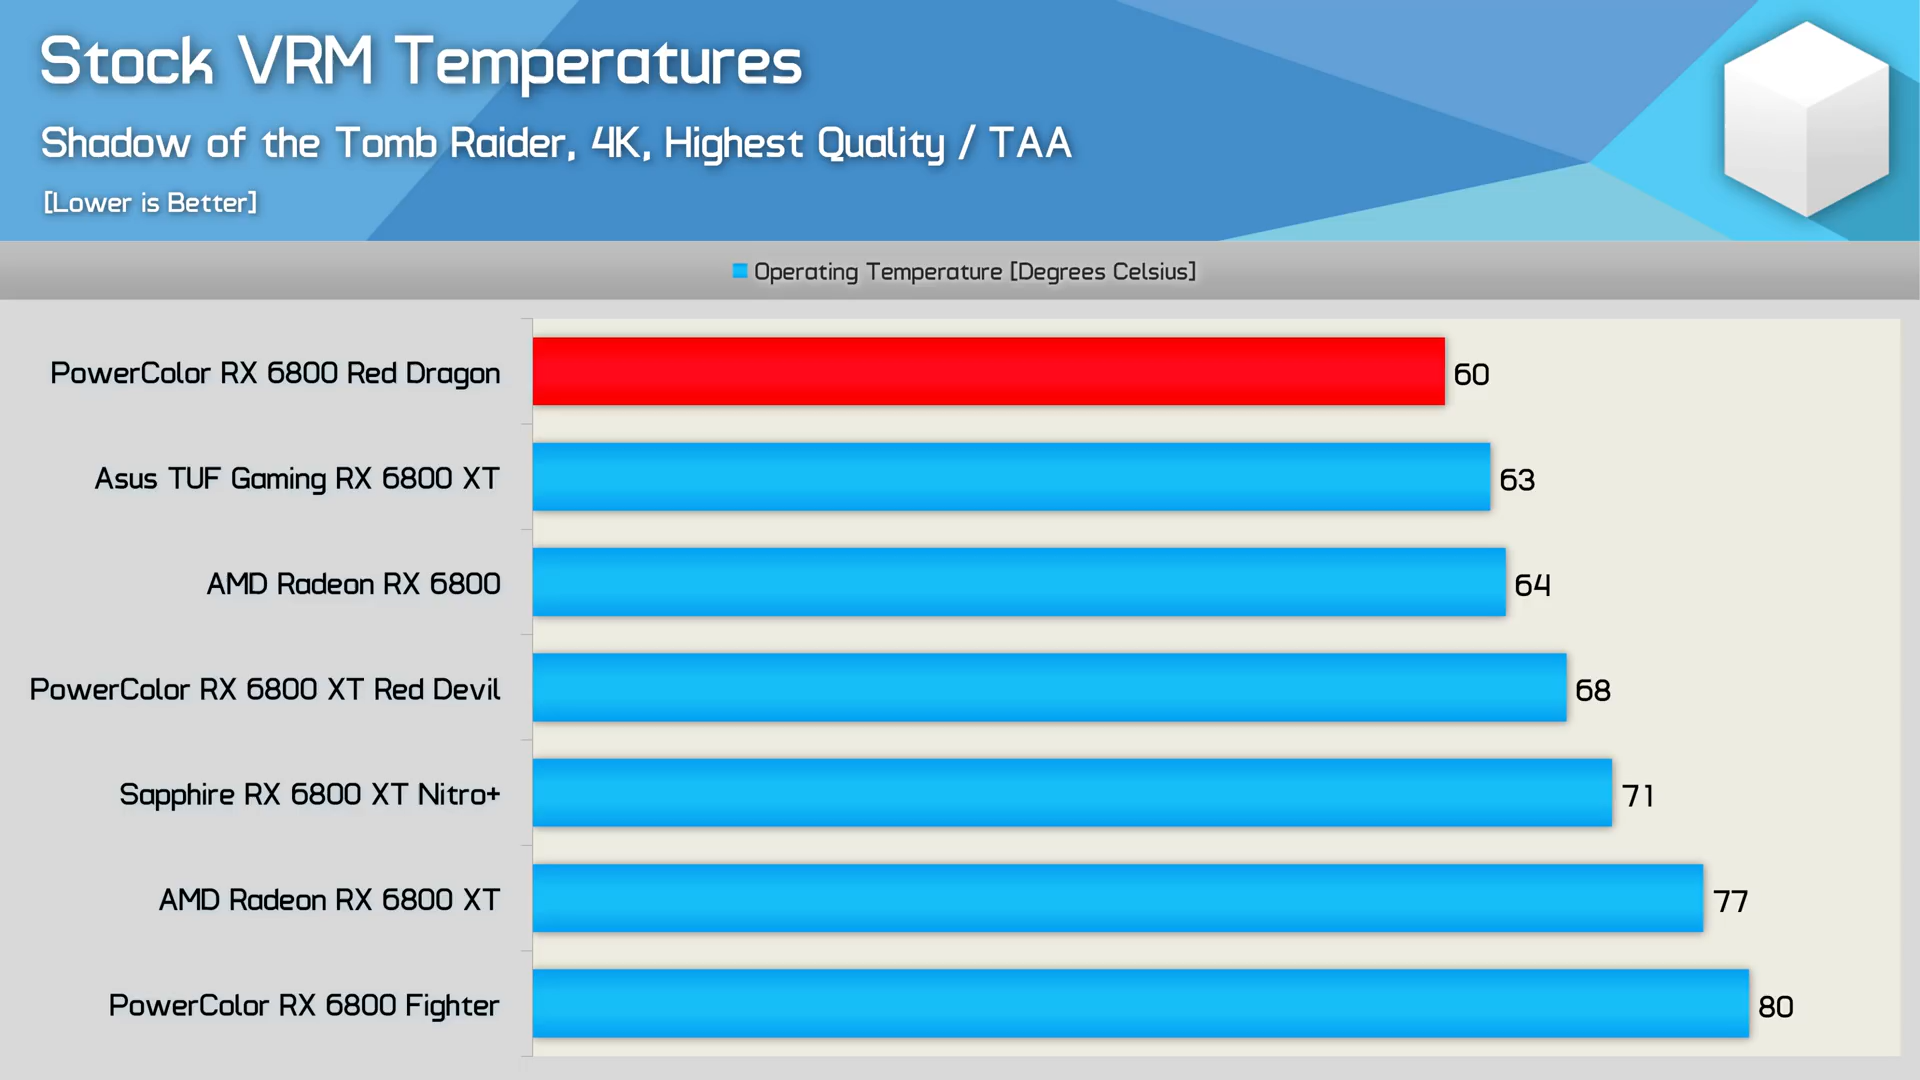 Stock VRM Temperatures
Shadow of the Tomb Raider, 4K, Highest Quality / TAA
[Lower is Better]
Operating Temperature [Degrees Celsius]
PowerColor RX 6800 Red Dragon 60
Asus TUF Gaming RX 6800 XT 63
AMD Radeon RX 6800 64
PowerColor RX 6800 XT Red Devil 68
Sapphire RX 6800 XT Nitro+ 71
AMD Radeon RX 6800 XT 77
PowerColor RX 6800 Fighter 80